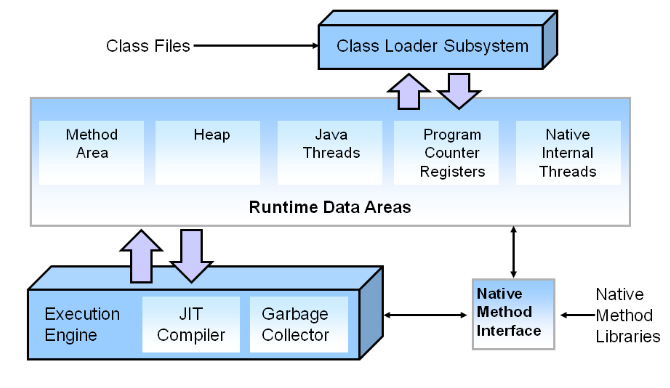 Class Files
Class Loader Subsystem
Method
Area
Heap
Java
Threads
Program
Counter
Registers
Native
Internal
Threads
Runtime Data Areas
Execution
Engine
JIT
Compiler
Garbage
Collector
Native
Method
Interface
Native
Method
Libraries